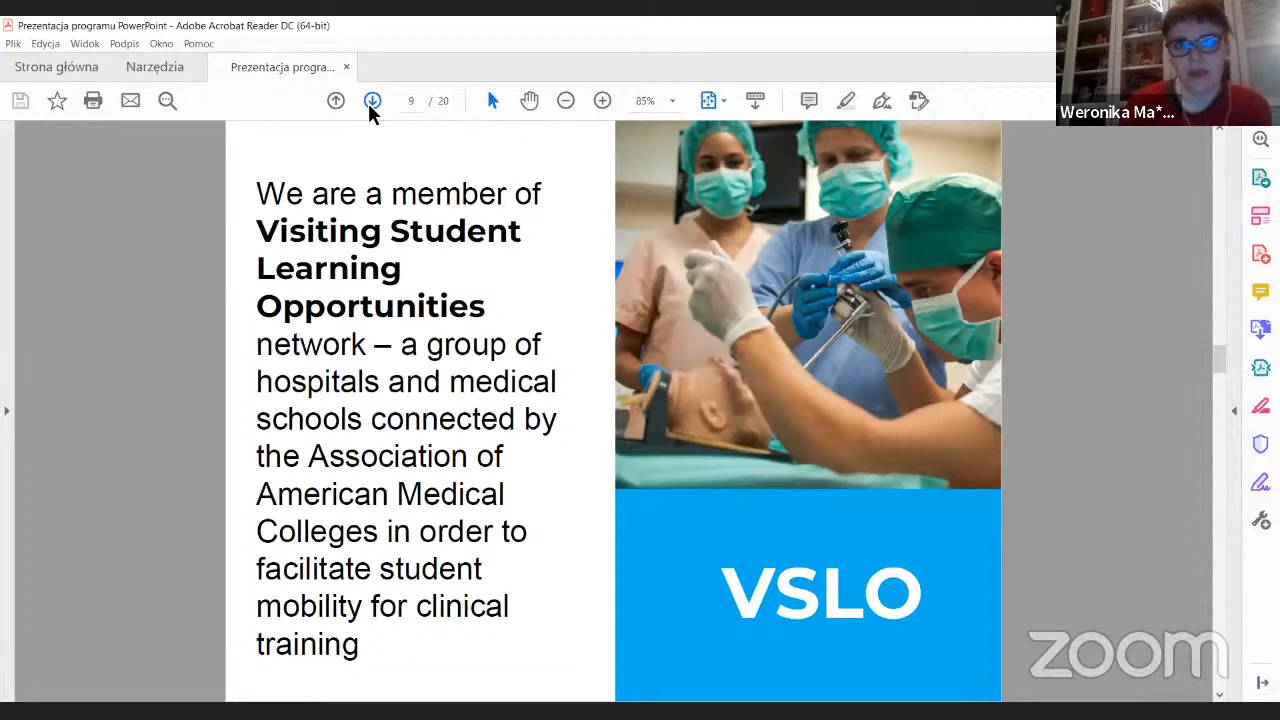 Prezentacja programu PowerPoint - Adobe Acrobat Reader DC (64-bit)
Plik Edycja Widok Podpis Okno Pomoc
Strona główna Narzędzia Prezentacja progra... ×
9 / 20 85%
Weronika Ma*...
We are a member of
Visiting Student
Learning
Opportunities
network – a group of
hospitals and medical
schools connected by
the Association of
American Medical
Colleges in order to
facilitate student
mobility for clinical
training
VSLO
zoom